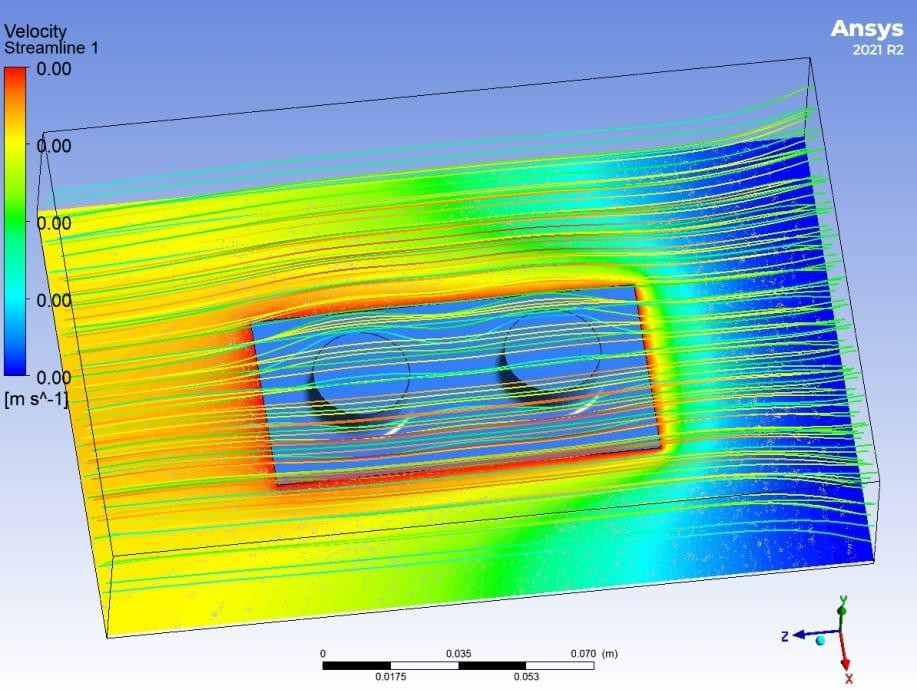 Velocity
Streamline 1
Ansys
2021 R2
0.00
0.00
0.00
0.00
0.00
[m s^-1]
0 0.035 0.070 (m)
0.0175 0.053
Y
Z
X